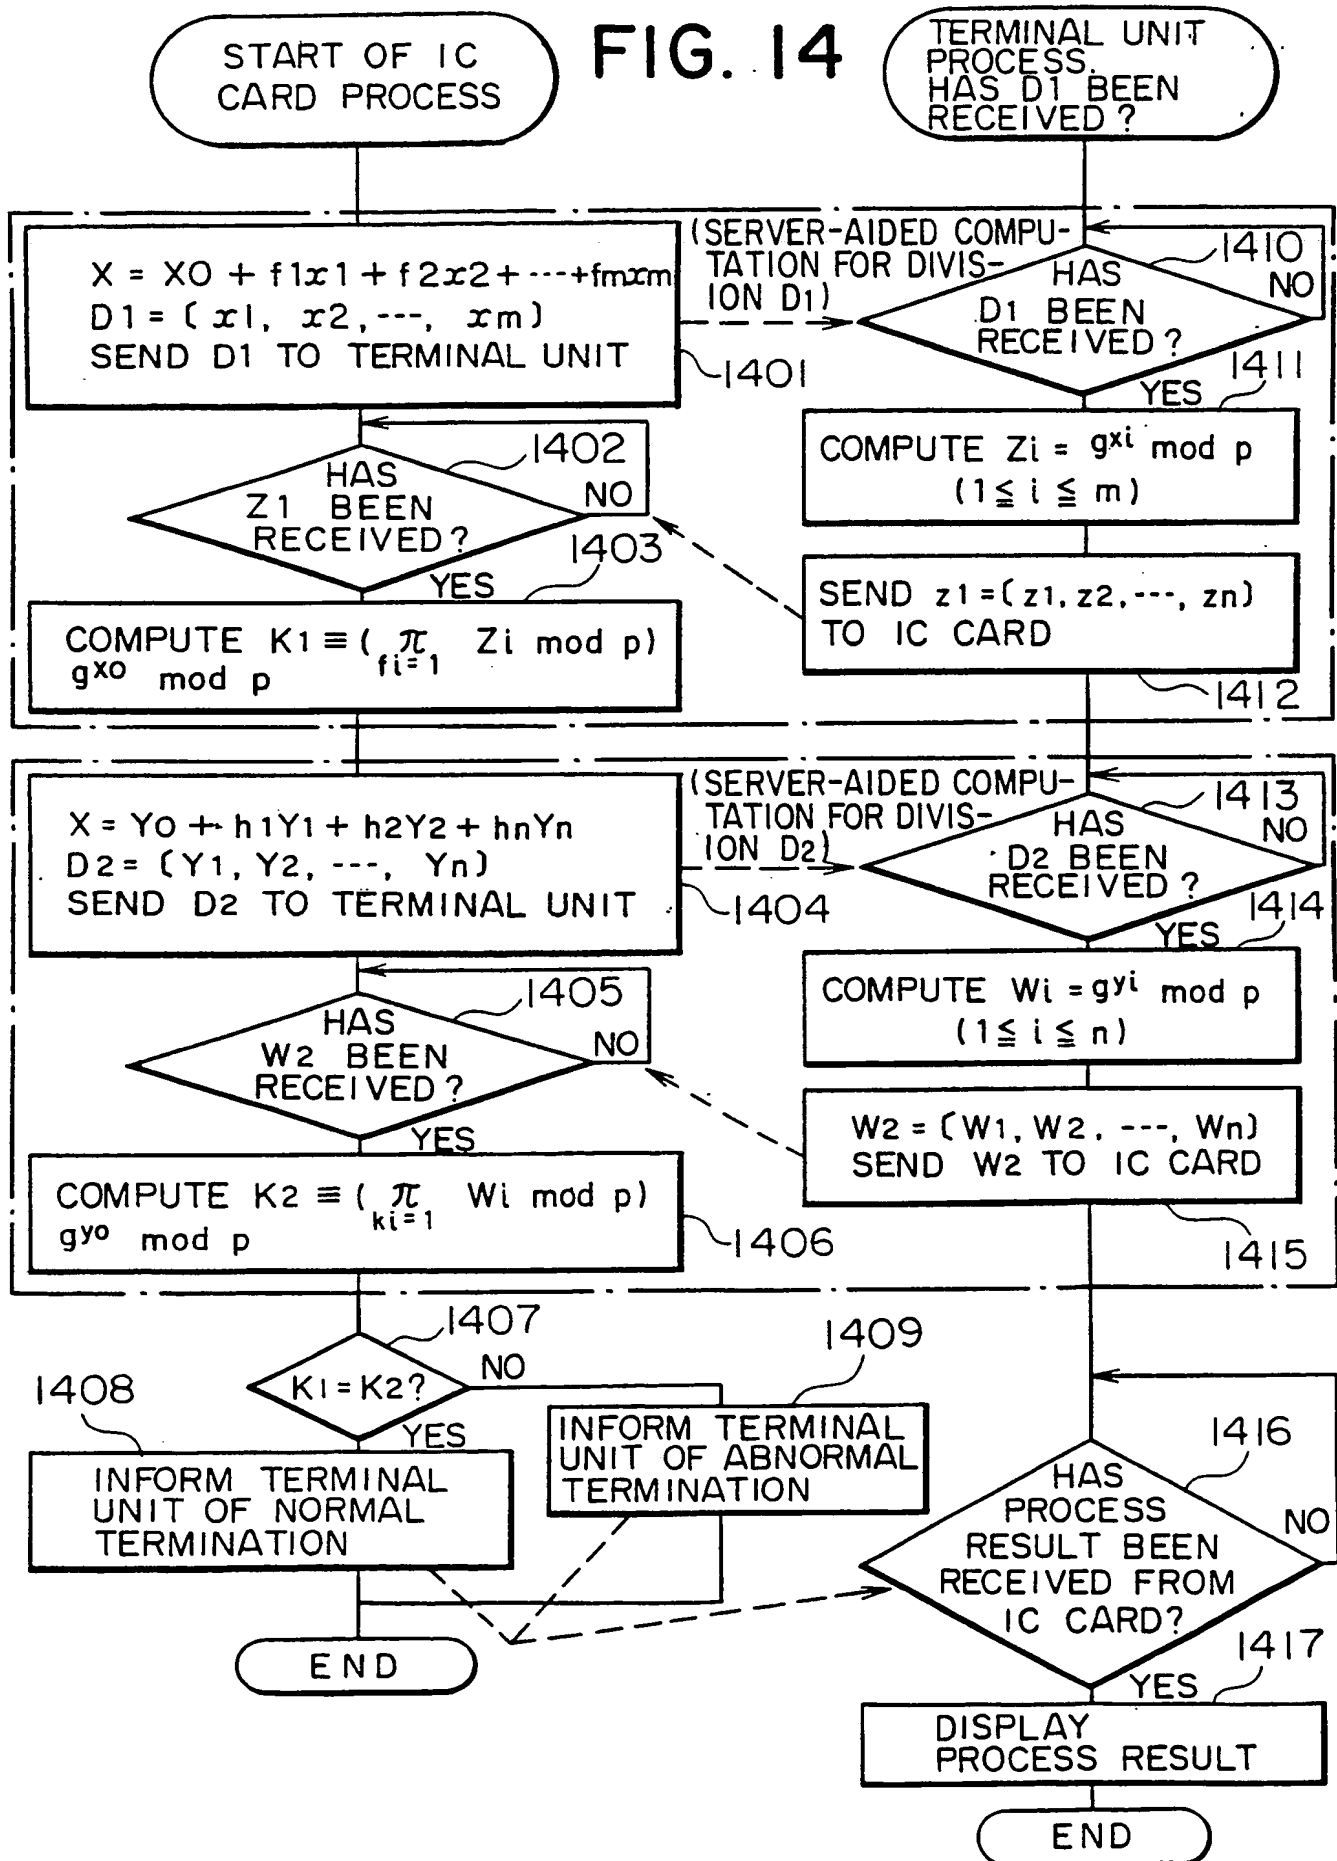 FIG. 14
START OF IC
CARD PROCESS
TERMINAL UNIT
PROCESS.
HAS D1 BEEN
RECEIVED?
X = X0 + f1x1 + f2x2 + ---- + fmxm
D1 = (x1, x2, ---, xm)
SEND D1 TO TERMINAL UNIT
1401
(SERVER-AIDED COMPU-
TATION FOR DIVIS-
ION D1)
1410
HAS
D1 BEEN
RECEIVED?
NO
YES
1411
COMPUTE Zi = gxi mod p
(1 ≦ i ≦ m)
1402
HAS
Z1 BEEN
RECEIVED?
NO
YES
1403
SEND z1 = (z1, z2, ---, zn)
TO IC CARD
1412
COMPUTE K1 ≡ ( π Zi mod p)
fi=1
gxo mod p
X = Y0 + h1Y1 + h2Y2 + hnYn
D2 = (Y1, Y2, ---, Yn)
SEND D2 TO TERMINAL UNIT
1404
(SERVER-AIDED COMPU-
TATION FOR DIVIS-
ION D2)
1413
HAS
D2 BEEN
RECEIVED?
NO
YES
1414
COMPUTE Wi = gyi mod p
(1 ≦ i ≦ n)
1405
HAS
W2 BEEN
RECEIVED?
NO
YES
W2 = (W1, W2, ---, Wn)
SEND W2 TO IC CARD
1415
COMPUTE K2 ≡ ( π Wi mod p)
ki=1
gyo mod p
1406
1407
K1 = K2?
NO
YES
1408
INFORM TERMINAL
UNIT OF NORMAL
TERMINATION
1409
INFORM TERMINAL
UNIT OF ABNORMAL
TERMINATION
END
1416
HAS
PROCESS
RESULT BEEN
RECEIVED FROM
IC CARD?
NO
YES
1417
DISPLAY
PROCESS RESULT
END